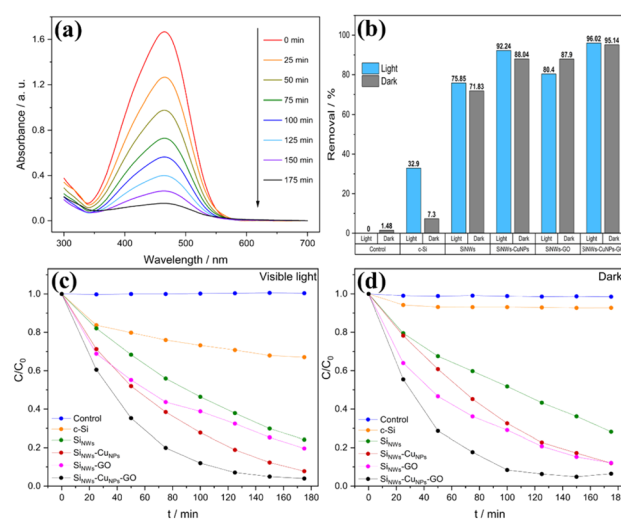 (a)
Absorbance / a. u.
1.6
1.2
0.8
0.4
0.0
300
400
500
600
700
Wavelength / nm
0 min
25 min
50 min
75 min
100 min
125 min
150 min
175 min
(b)
Removal / %
100
80
60
40
20
0
Light
Dark
0
1.48
32.9
7.3
75.85
71.83
92.24
88.04
80.4
87.9
96.02
95.14
Light Dark Light Dark Light Dark Light Dark Light Dark Light Dark
Control c-Si SiNWs SiNWs-CuNPs SiNWs-GO SiNWs-CuNPs-GO
(c)
Visible light
C/C0
1,0
0,8
0,6
0,4
0,2
0,0
Control
c-Si
SiNWs
SiNWs-CuNPs
SiNWs-GO
SiNWs-CuNPs-GO
0 20 40 60 80 100 120 140 160 180
t / min
(d)
Dark
C/C0
1,0
0,8
0,6
0,4
0,2
0,0
Control
c-Si
SiNWs
SiNWs-CuNPs
SiNWs-GO
SiNWs-CuNPs-GO
0 20 40 60 80 100 120 140 160 180
t / min